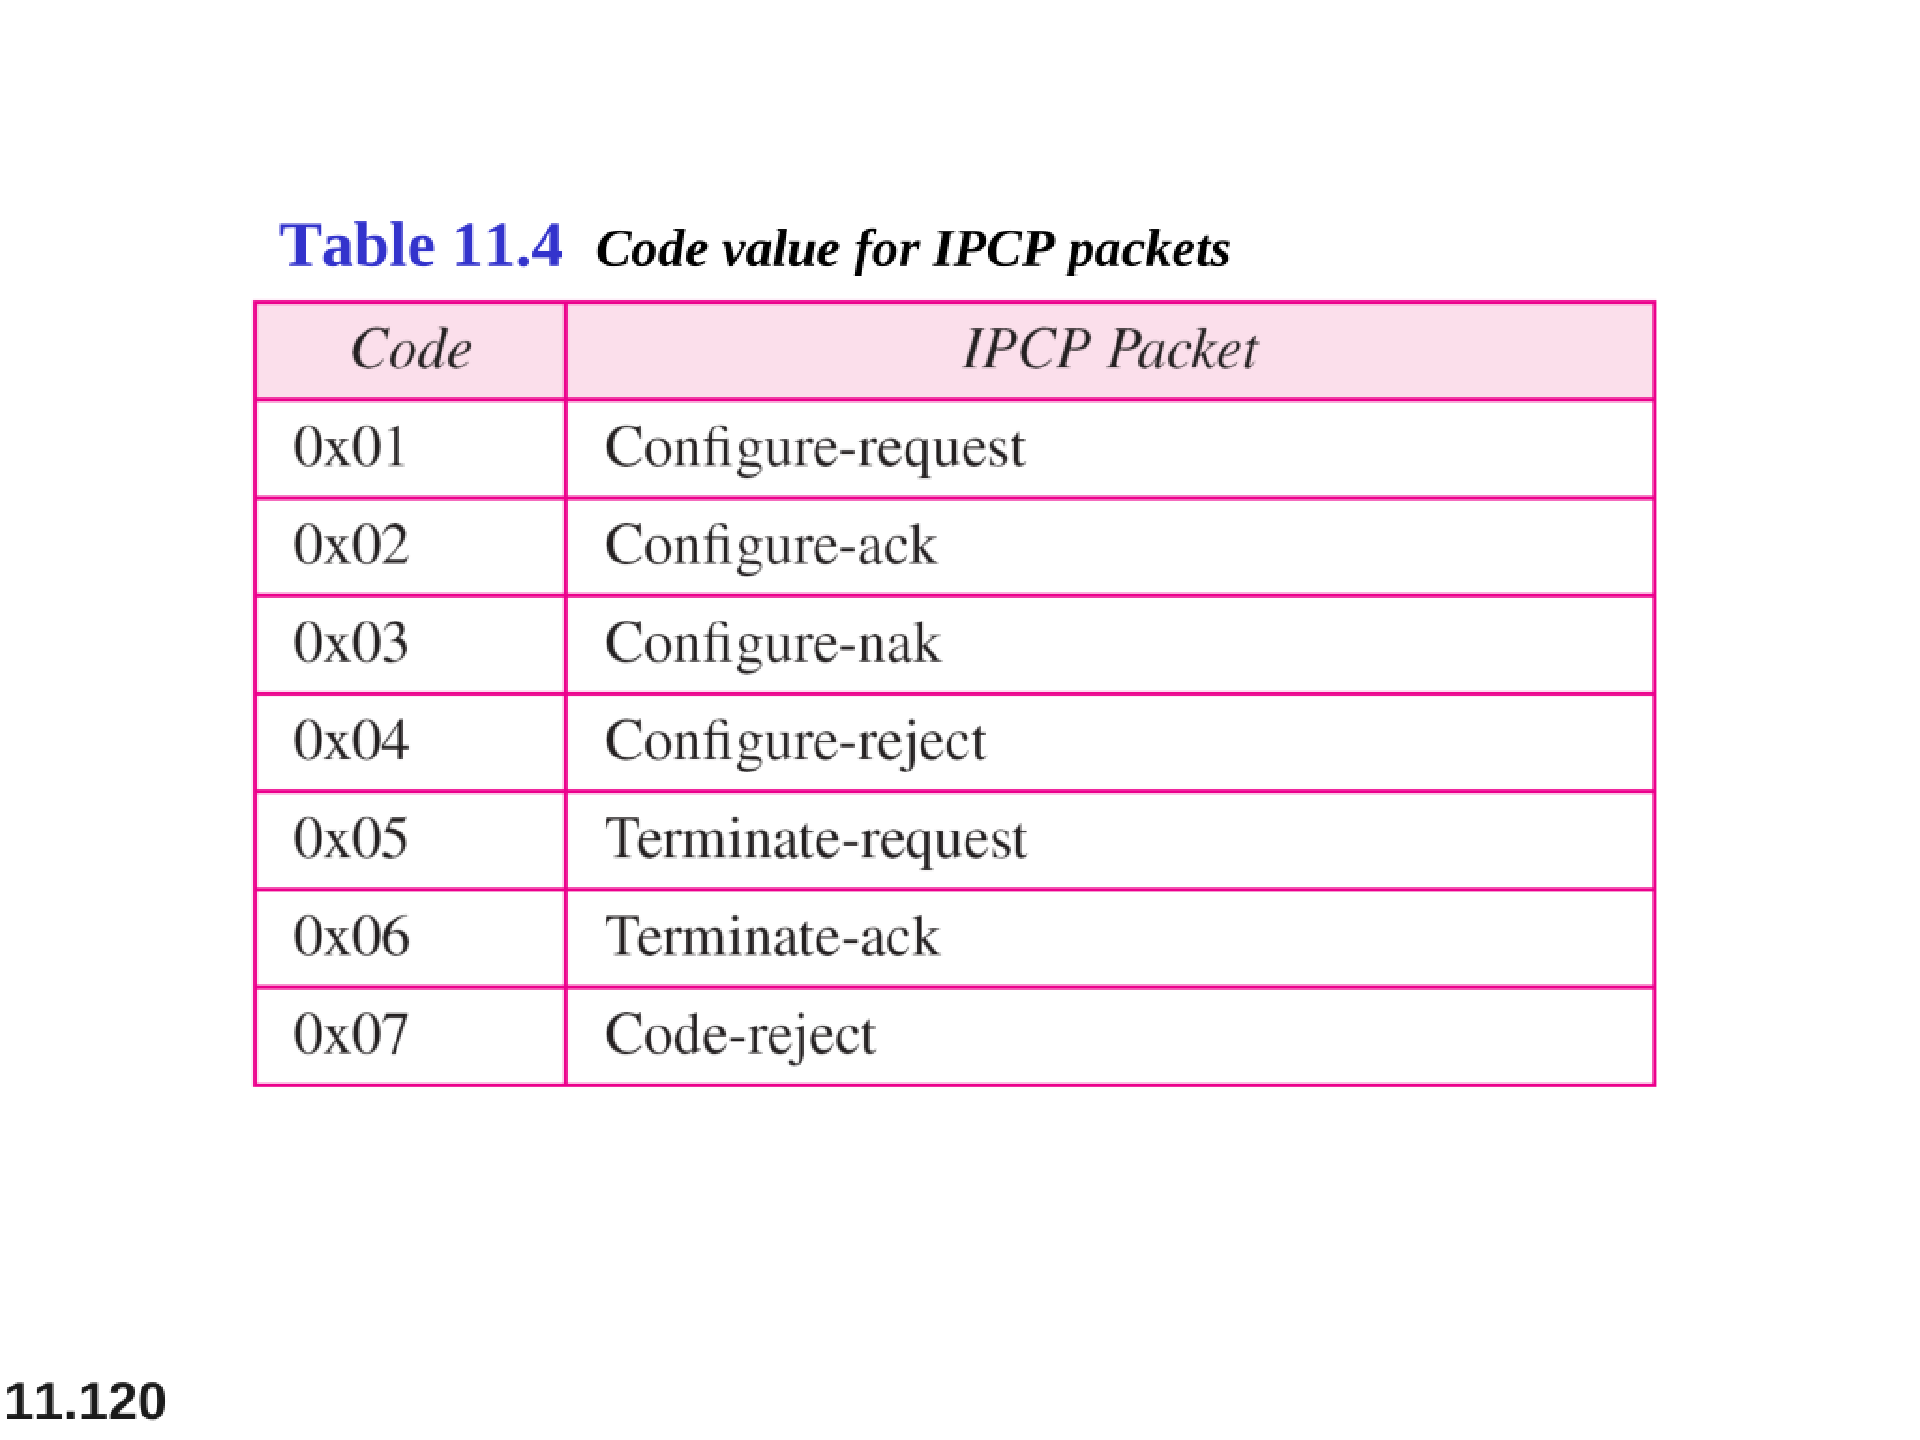 Table 11.4 Code value for IPCP packets
Code IPCP Packet
0x01 Configure-request
0x02 Configure-ack
0x03 Configure-nak
0x04 Configure-reject
0x05 Terminate-request
0x06 Terminate-ack
0x07 Code-reject
11.120